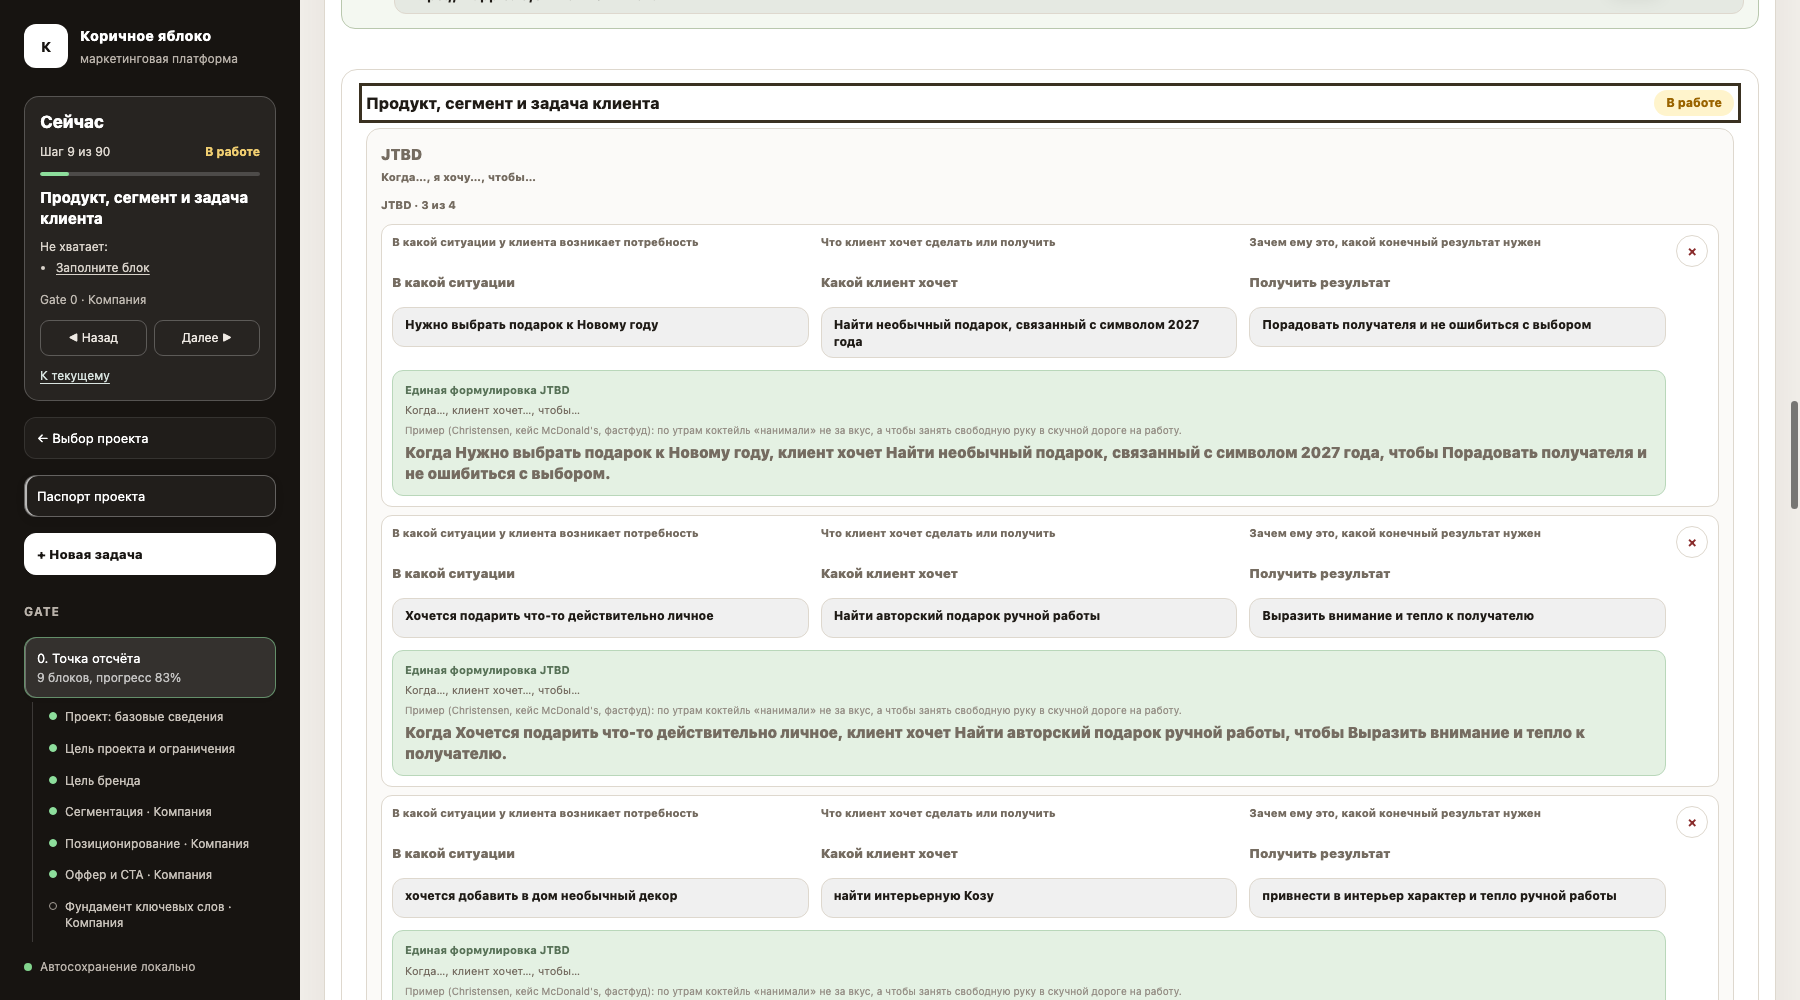 К
Коричное яблоко
маркетинговая платформа
Сейчас
Шаг 9 из 90
В работе
Продукт, сегмент и задача
клиента
Не хватает:
• Заполните блок
Gate 0 · Компания
◀ Назад
Далее ▶
К текущему
← Выбор проекта
Паспорт проекта
+ Новая задача
GATE
0. Точка отсчёта
9 блоков, прогресс 83%
Проект: базовые сведения
Цель проекта и ограничения
Цель бренда
Сегментация · Компания
Позиционирование · Компания
Оффер и CTA · Компания
Фундамент ключевых слов ·
Компания
Автосохранение локально
Продукт, сегмент и задача клиента
В работе
JTBD
Когда…, я хочу…, чтобы…
JTBD · 3 из 4
В какой ситуации у клиента возникает потребность
Что клиент хочет сделать или получить
Зачем ему это, какой конечный результат нужен
×
В какой ситуации
Какой клиент хочет
Получить результат
Нужно выбрать подарок к Новому году
Найти необычный подарок, связанный с символом 2027
года
Порадовать получателя и не ошибиться с выбором
Единая формулировка JTBD
Когда…, клиент хочет…, чтобы…
Пример (Christensen, кейс McDonald's, фастфуд): по утрам коктейль «нанимали» не за вкус, а чтобы занять свободную руку в скучной дороге на работу.
Когда Нужно выбрать подарок к Новому году, клиент хочет Найти необычный подарок, связанный с символом 2027 года, чтобы Порадовать получателя и
не ошибиться с выбором.
В какой ситуации у клиента возникает потребность
Что клиент хочет сделать или получить
Зачем ему это, какой конечный результат нужен
×
В какой ситуации
Какой клиент хочет
Получить результат
Хочется подарить что-то действительно личное
Найти авторский подарок ручной работы
Выразить внимание и тепло к получателю
Единая формулировка JTBD
Когда…, клиент хочет…, чтобы…
Пример (Christensen, кейс McDonald's, фастфуд): по утрам коктейль «нанимали» не за вкус, а чтобы занять свободную руку в скучной дороге на работу.
Когда Хочется подарить что-то действительно личное, клиент хочет Найти авторский подарок ручной работы, чтобы Выразить внимание и тепло к
получателю.
В какой ситуации у клиента возникает потребность
Что клиент хочет сделать или получить
Зачем ему это, какой конечный результат нужен
×
В какой ситуации
Какой клиент хочет
Получить результат
хочется добавить в дом необычный декор
найти интерьерную Козу
привнести в интерьер характер и тепло ручной работы
Единая формулировка JTBD
Когда…, клиент хочет…, чтобы…
Пример (Christensen, кейс McDonald's, фастфуд): по утрам коктейль «нанимали» не за вкус, а чтобы занять свободную руку в скучной дороге на работу.